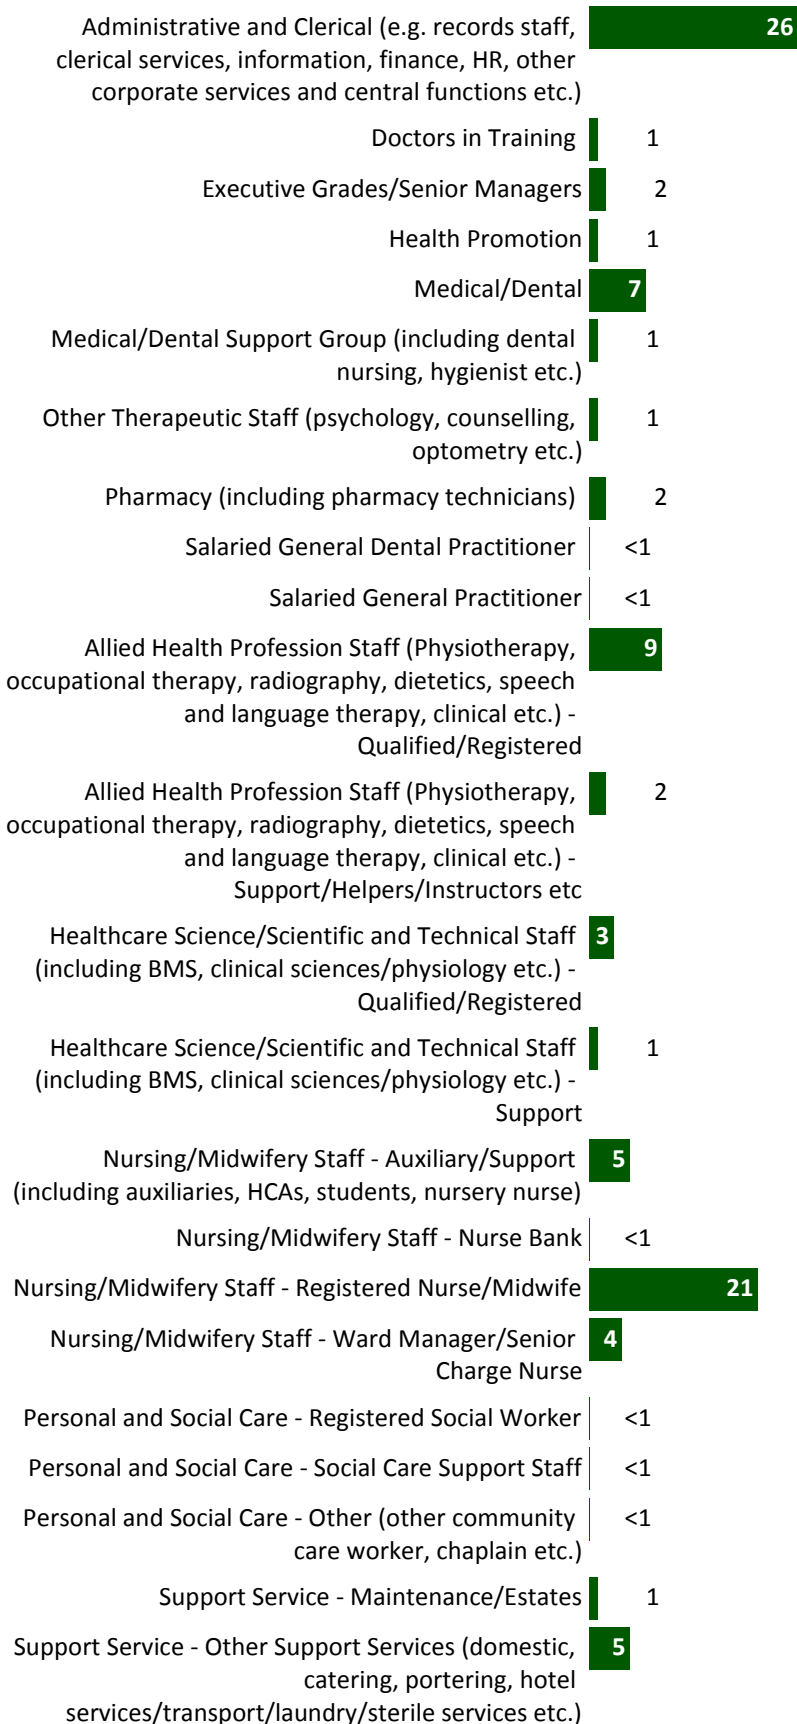 Administrative and Clerical (e.g. records staff,
clerical services, information, finance, HR, other
corporate services and central functions etc.)
26
Doctors in Training
1
Executive Grades/Senior Managers
2
Health Promotion
1
Medical/Dental
7
Medical/Dental Support Group (including dental
nursing, hygienist etc.)
1
Other Therapeutic Staff (psychology, counselling,
optometry etc.)
1
Pharmacy (including pharmacy technicians)
2
Salaried General Dental Practitioner
<1
Salaried General Practitioner
<1
Allied Health Profession Staff (Physiotherapy,
occupational therapy, radiography, dietetics, speech
and language therapy, clinical etc.) -
Qualified/Registered
9
Allied Health Profession Staff (Physiotherapy,
occupational therapy, radiography, dietetics, speech
and language therapy, clinical etc.) -
Support/Helpers/Instructors etc
2
Healthcare Science/Scientific and Technical Staff
(including BMS, clinical sciences/physiology etc.) -
Qualified/Registered
3
Healthcare Science/Scientific and Technical Staff
(including BMS, clinical sciences/physiology etc.) -
Support
1
Nursing/Midwifery Staff - Auxiliary/Support
(including auxiliaries, HCAs, students, nursery nurse)
5
Nursing/Midwifery Staff - Nurse Bank
<1
Nursing/Midwifery Staff - Registered Nurse/Midwife
21
Nursing/Midwifery Staff - Ward Manager/Senior
Charge Nurse
4
Personal and Social Care - Registered Social Worker
<1
Personal and Social Care - Social Care Support Staff
<1
Personal and Social Care - Other (other community
care worker, chaplain etc.)
<1
Support Service - Maintenance/Estates
1
Support Service - Other Support Services (domestic,
catering, portering, hotel
services/transport/laundry/sterile services etc.)
5